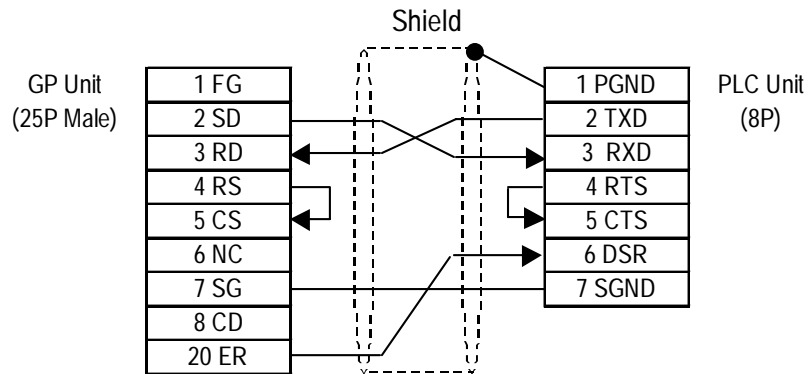 Shield
GP Unit
(25P Male)
1 FG
2 SD
3 RD
4 RS
5 CS
6 NC
7 SG
8 CD
20 ER
1 PGND
2 TXD
3 RXD
4 RTS
5 CTS
6 DSR
7 SGND
PLC Unit
(8P)